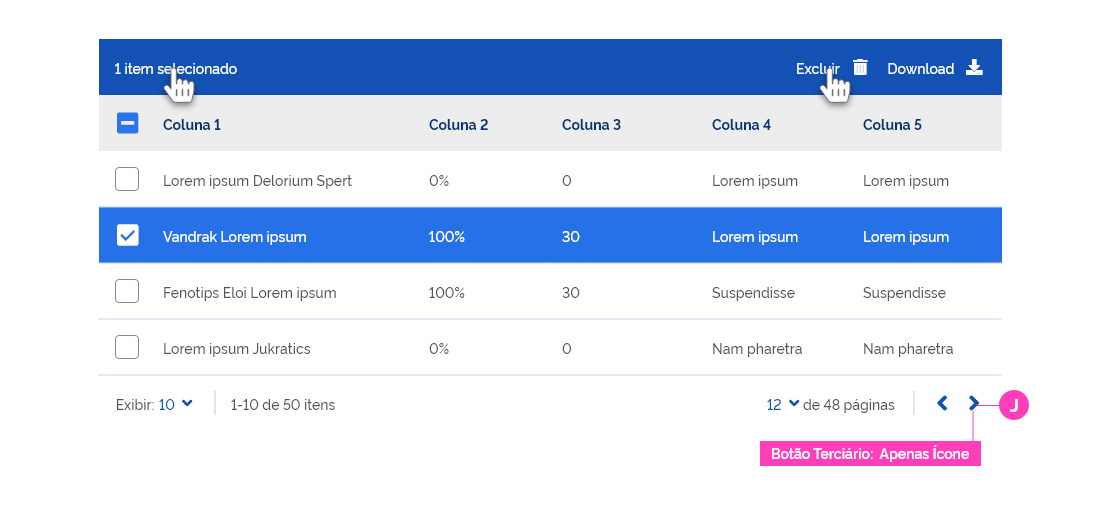 1 item selecionado Excluir Download
Coluna 1 Coluna 2 Coluna 3 Coluna 4 Coluna 5
Lorem ipsum Delorium Spert 0% 0 Lorem ipsum Lorem ipsum
Vandrak Lorem ipsum 100% 30 Lorem ipsum Lorem ipsum
Fenotips Eloi Lorem ipsum 100% 30 Suspendisse Suspendisse
Lorem ipsum Jukratics 0% 0 Nam pharetra Nam pharetra
Exibir: 10 1-10 de 50 itens 12 de 48 páginas J
Botão Terciário: Apenas Ícone